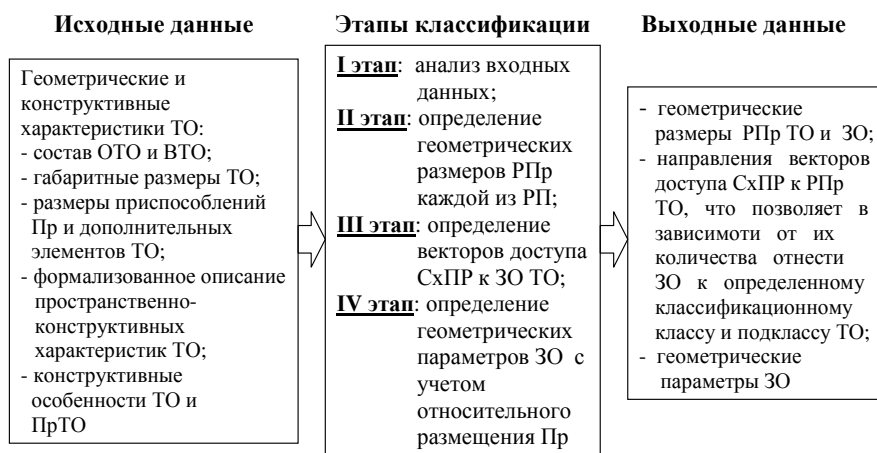 Исходные данные
Геометрические и
конструктивные
характеристики ТО:
- состав ОТО и ВТО;
- габаритные размеры ТО;
- размеры приспособлений
Пр и дополнительных
элементов ТО;
- формализованное описание
пространственно-
конструктивных
характеристик ТО;
- конструктивные
особенности ТО и
ПрТО
Этапы классификации
I этап: анализ входных
данных;
II этап: определение
геометрических
размеров РПр
каждой из РП;
III этап: определение
векторов доступа
СхПР к ЗО ТО;
IV этап: определение
геометрических
параметров ЗО с
учетом
относительного
размещения Пр
Выходные данные
- геометрические
размеры РПр ТО и ЗО;
- направления векторов
доступа СхПР к РПр
ТО, что позволяет в
зависимоти от их
количества отнести
ЗО к определенному
классификационному
классу и подклассу ТО;
- геометрические
параметры ЗО